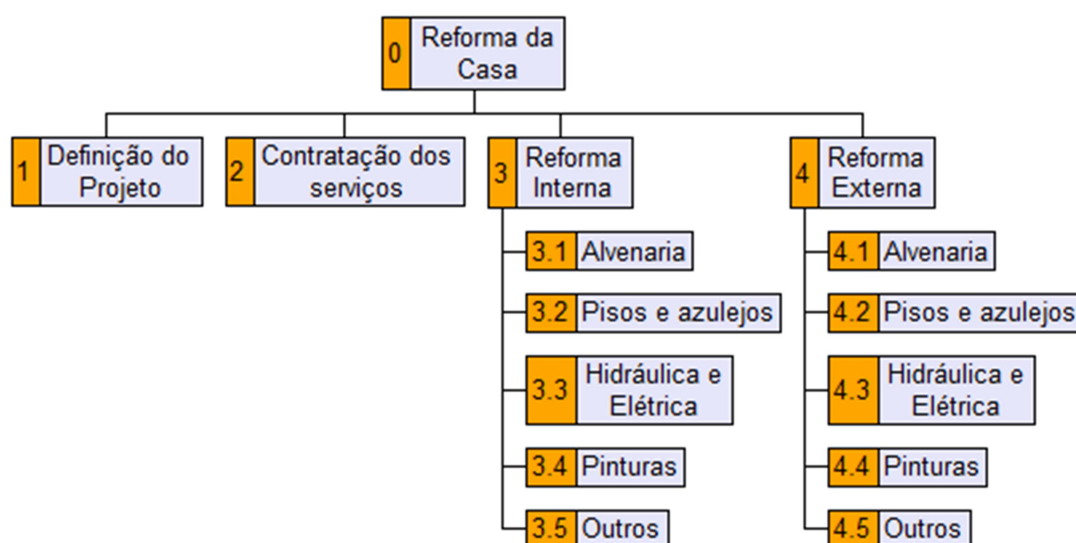 0 Reforma da
Casa
1 Definição do
Projeto
2 Contratação dos
serviços
3 Reforma
Interna
4 Reforma
Externa
3.1 Alvenaria
3.2 Pisos e azulejos
3.3 Hidráulica e
Elétrica
3.4 Pinturas
3.5 Outros
4.1 Alvenaria
4.2 Pisos e azulejos
4.3 Hidráulica e
Elétrica
4.4 Pinturas
4.5 Outros